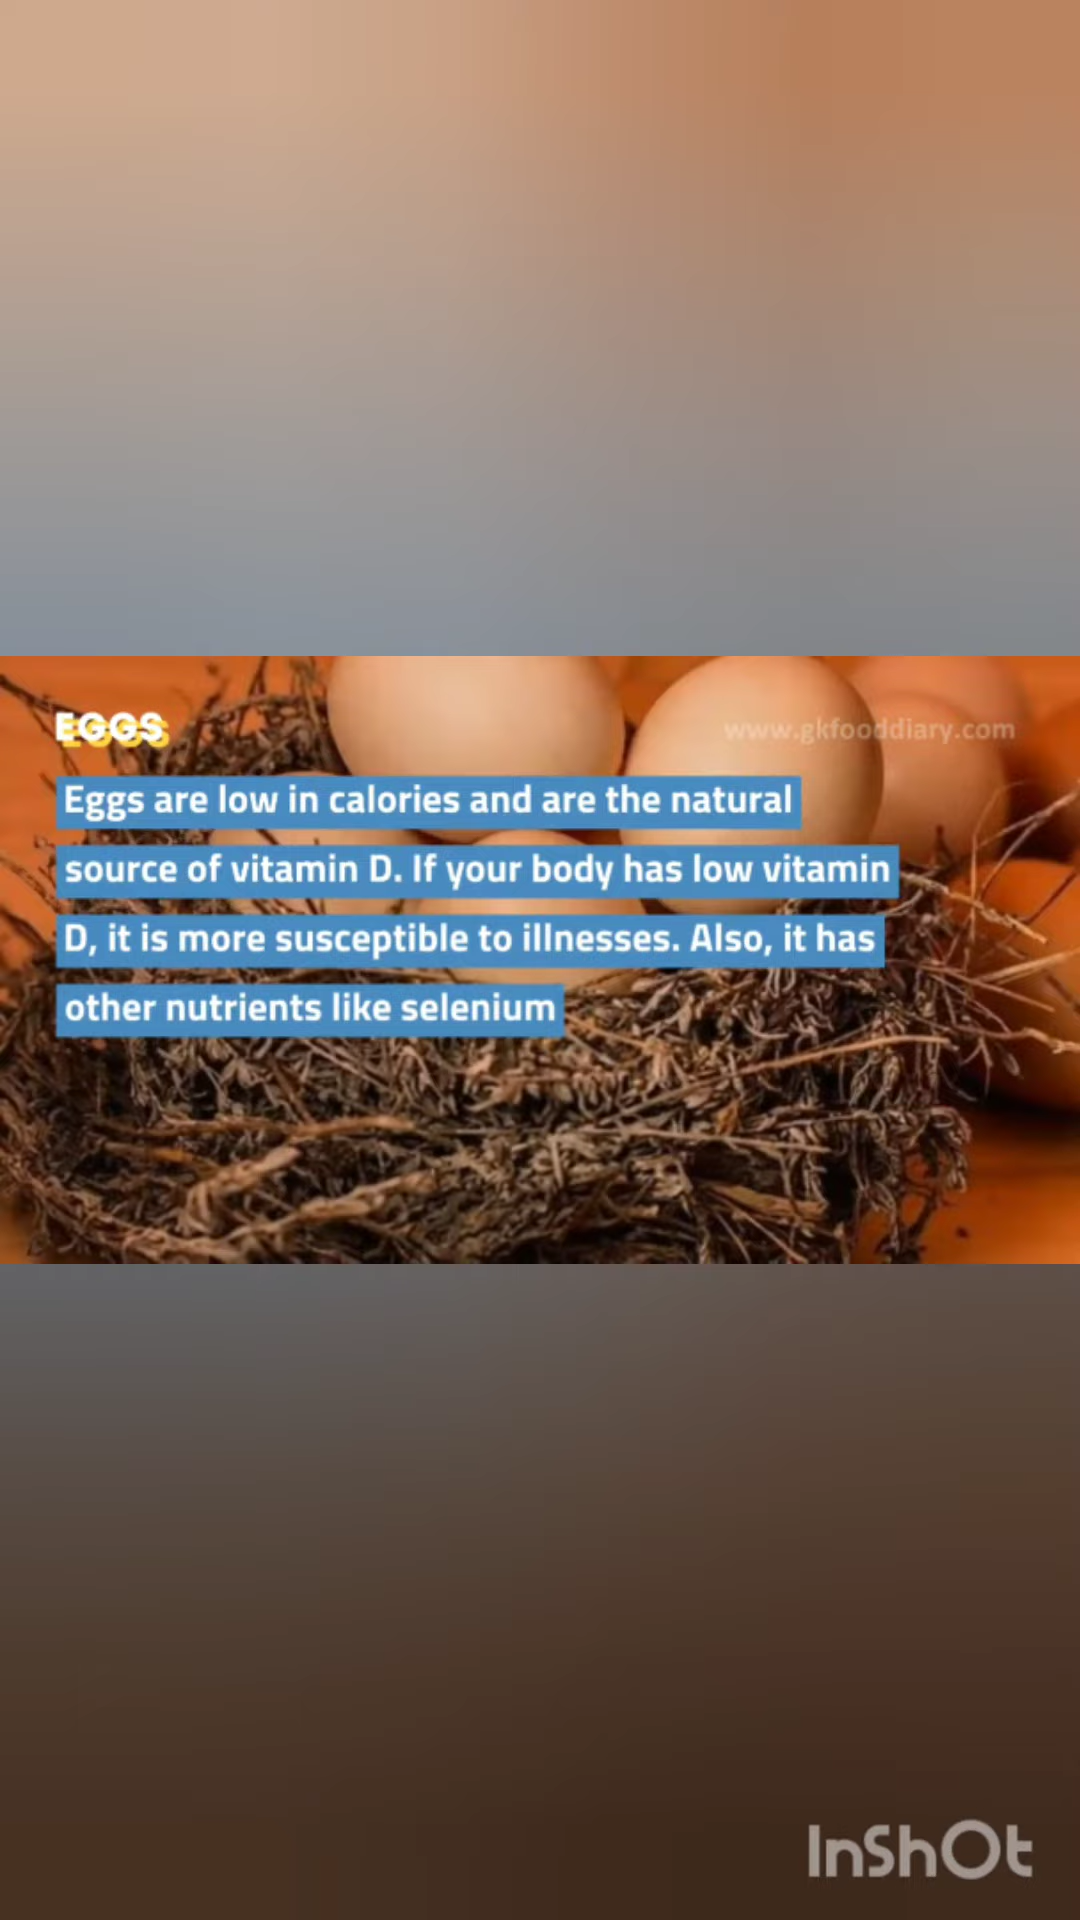 EGGS
www.gkfooddiary.com
Eggs are low in calories and are the natural
source of vitamin D. If your body has low vitamin
D, it is more susceptible to illnesses. Also, it has
other nutrients like selenium
InShOt